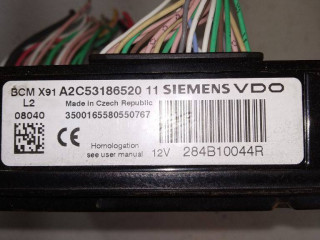 BCM X91 A2C53186520 11 SIEMENS VDO
L2 Made in Czech Republic
08040 3500165580550767
CE Homologation
see user manual 12V 284B10044R